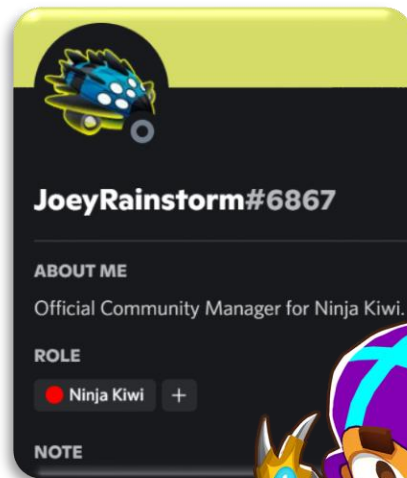 JoeyRainstorm#6867
ABOUT ME
Official Community Manager for Ninja Kiwi.
ROLE
Ninja Kiwi +
NOTE